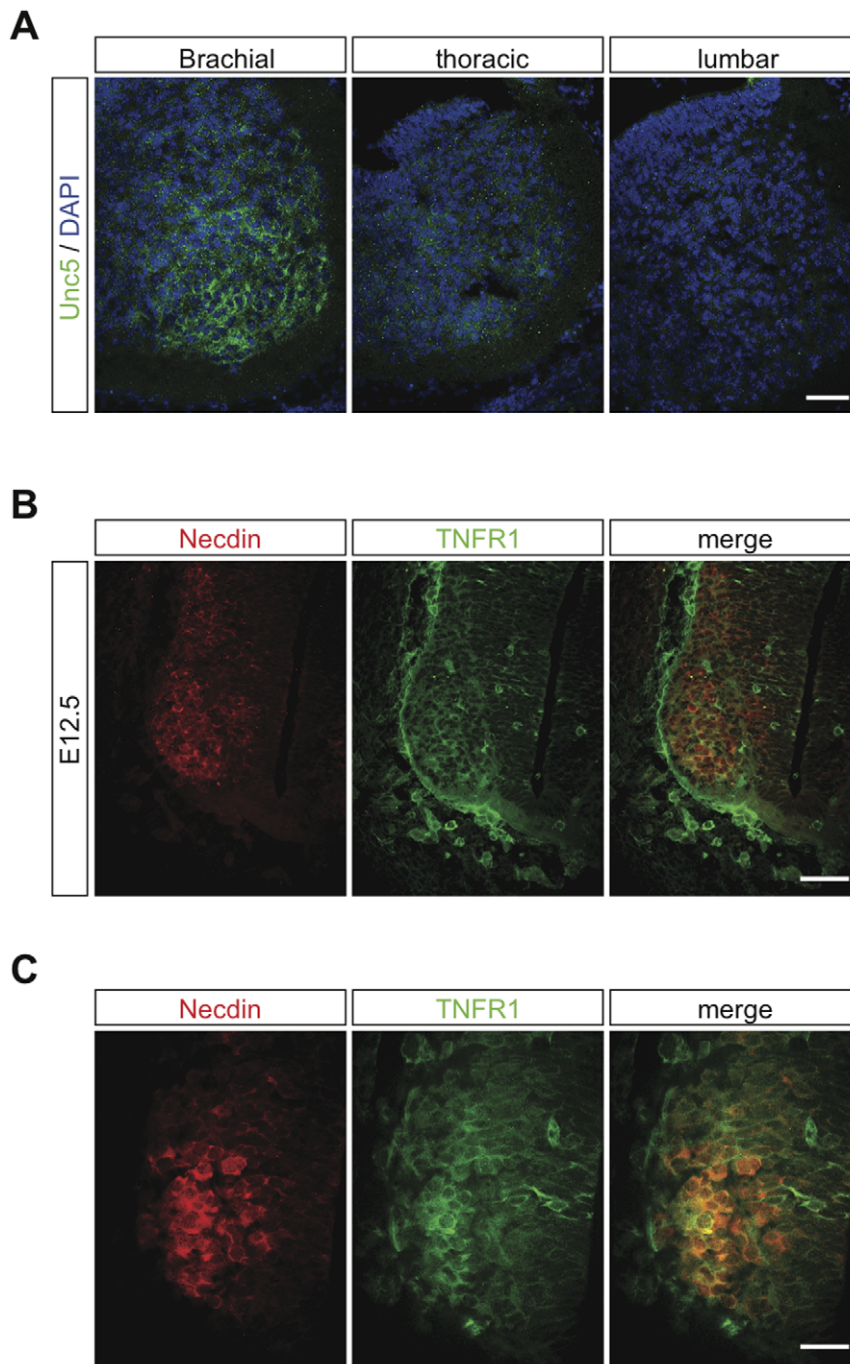 A
Brachial
thoracic
lumbar
Unc5 / DAPI
B
Necdin
TNFR1
merge
E12.5
C
Necdin
TNFR1
merge